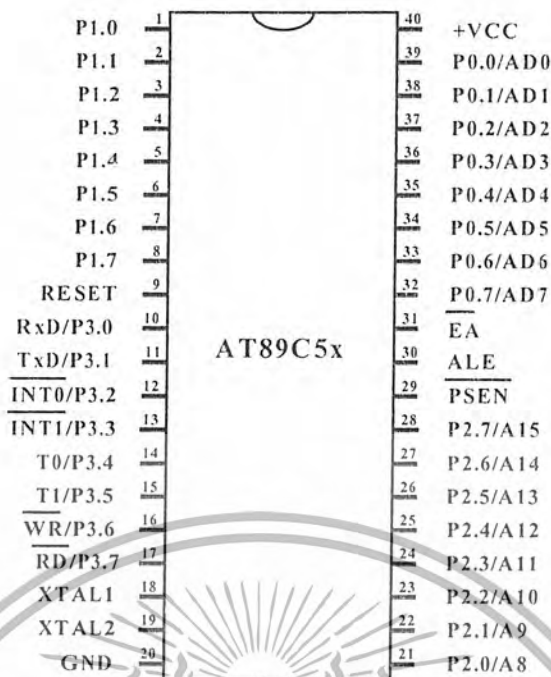 P1.0 1 40 +VCC
P1.1 2 39 P0.0/AD0
P1.2 3 38 P0.1/AD1
P1.3 4 37 P0.2/AD2
P1.4 5 36 P0.3/AD3
P1.5 6 35 P0.4/AD4
P1.6 7 34 P0.5/AD5
P1.7 8 33 P0.6/AD6
RESET 9 32 P0.7/AD7
RxD/P3.0 10 31 EA
TxD/P3.1 11 AT89C5x 30 ALE
INT0/P3.2 12 29 PSEN
INT1/P3.3 13 28 P2.7/A15
T0/P3.4 14 27 P2.6/A14
T1/P3.5 15 26 P2.5/A13
WR/P3.6 16 25 P2.4/A12
RD/P3.7 17 24 P2.3/A11
XTAL1 18 23 P2.2/A10
XTAL2 19 22 P2.1/A9
GND 20 21 P2.0/A8